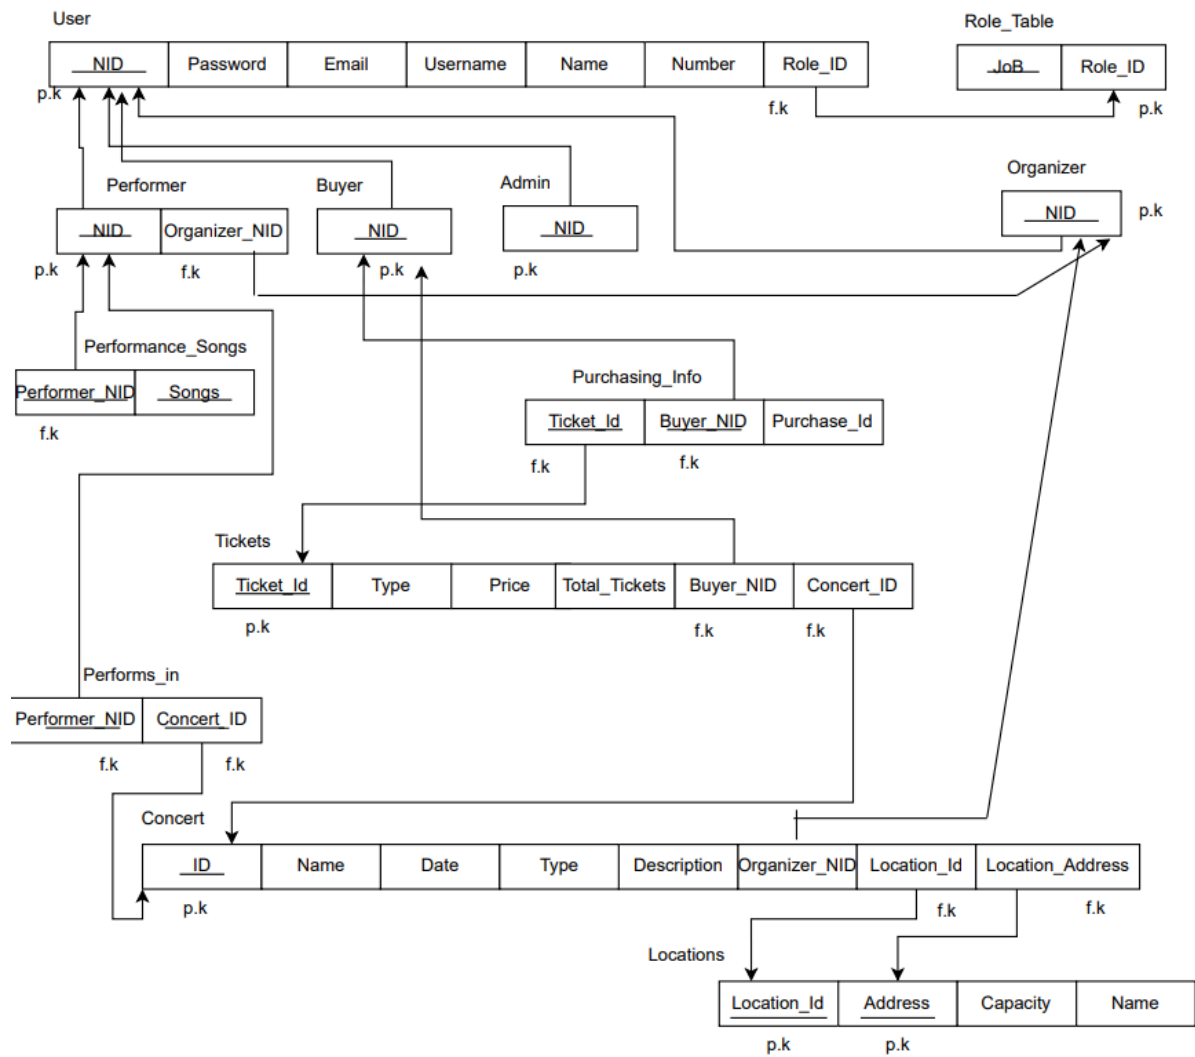 User
Role_Table
NID Password Email Username Name Number Role_ID
JoB Role_ID
p.k
f.k
p.k
Performer
Buyer
Admin
Organizer
NID Organizer_NID
NID
NID
NID
p.k
p.k
f.k
p.k
p.k
Performance_Songs
Performer_NID Songs
f.k
Purchasing_Info
Ticket_Id Buyer_NID Purchase_Id
f.k
f.k
Tickets
Ticket_Id Type Price Total_Tickets Buyer_NID Concert_ID
p.k
f.k
f.k
Performs_in
Performer_NID Concert_ID
f.k
f.k
Concert
ID Name Date Type Description Organizer_NID Location_Id Location_Address
p.k
f.k
f.k
Locations
Location_Id Address Capacity Name
p.k
p.k